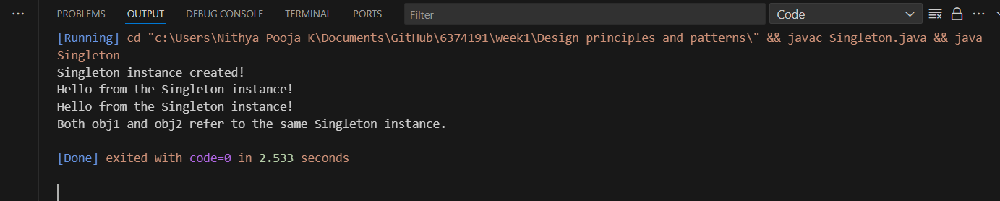 PROBLEMS OUTPUT DEBUG CONSOLE TERMINAL PORTS Filter Code
[Running] cd "c:\Users\Nithya Pooja K\Documents\GitHub\6374191\week1\Design principles and patterns\" && javac Singleton.java && java
Singleton
Singleton instance created!
Hello from the Singleton instance!
Hello from the Singleton instance!
Both obj1 and obj2 refer to the same Singleton instance.
[Done] exited with code=0 in 2.533 seconds